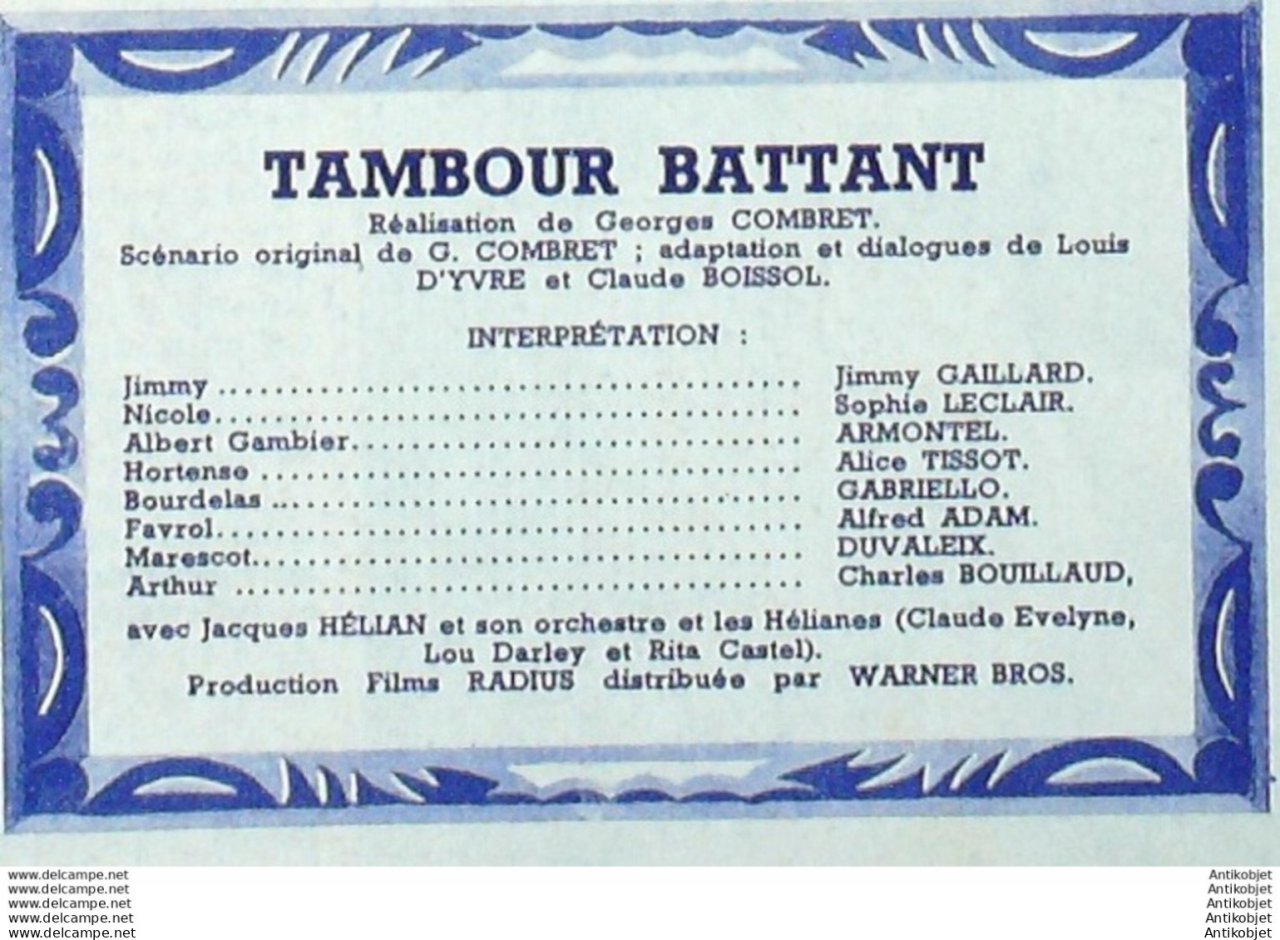 TAMBOUR BATTANT
Réalisation de Georges COMBRET.
Scénario original de G. COMBRET ; adaptation et dialogues de Louis
D'YVRE et Claude BOISSOL.
INTERPRÉTATION :
Jimmy ........................................ Jimmy GAILLARD.
Nicole........................................ Sophie LECLAIR.
Albert Gambier............................... ARMONTEL.
Hortense ..................................... Alice TISSOT.
Bourdelas .................................... GABRIELLO.
Favrol........................................ Alfred ADAM.
Marescot...................................... DUVALEIX.
Arthur ....................................... Charles BOUILLAUD,
avec Jacques HÉLIAN et son orchestre et les Hélianes (Claude Evelyne,
Lou Darley et Rita Castel).
Production Films RADIUS distribuée par WARNER BROS.
www.delcampe.net Antikobjet
www.delcampe.net Antikobjet
www.delcampe.net Antikobjet
www.delcampe.net Antikobjet
www.delcampe.net Antikobjet